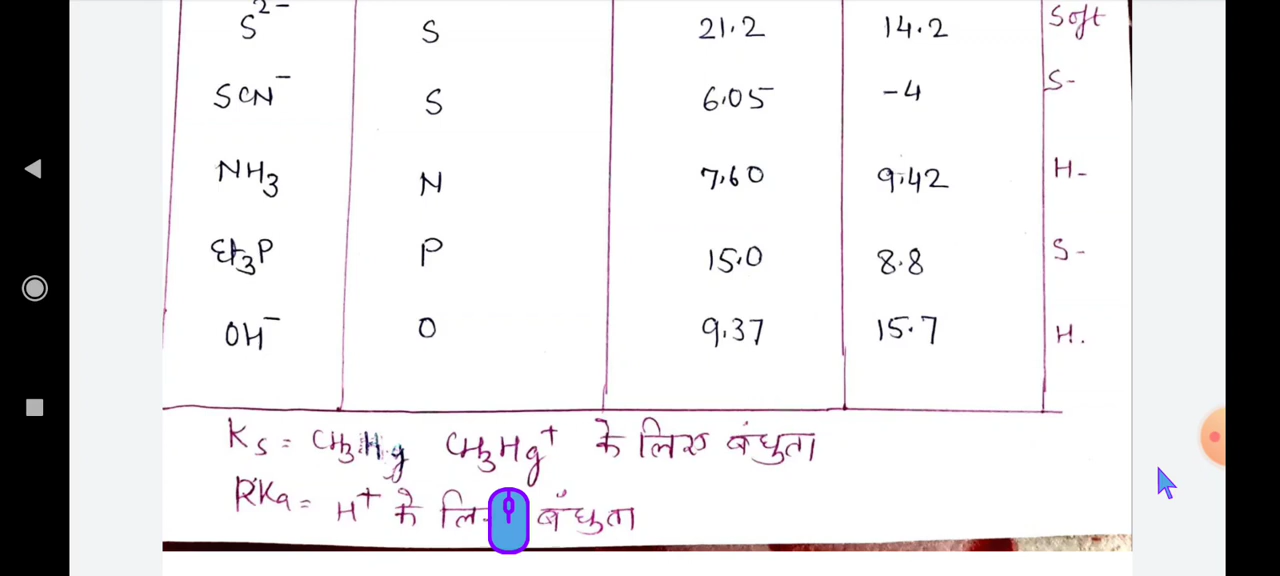 S²⁻ S 21.2 14.2 Soft
SCN⁻ S 6.05 -4 S-
NH₃ N 7.60 9.42 H-
Et₃P P 15.0 8.8 S-
OH⁻ O 9.37 15.7 H.
Ks = CH₃Hg CH₃Hg⁺ के लिए बंधुता
PKa = H⁺ के बंधुता